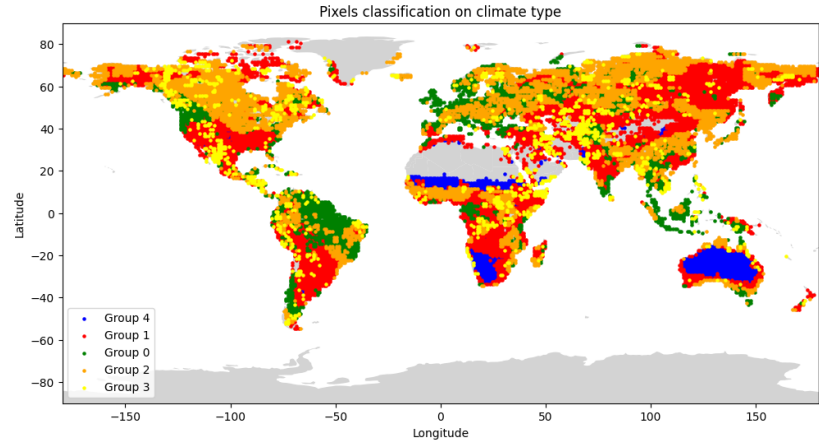 Pixels classification on climate type
80
60
40
20
0
−20
−40
−60
−80
Latitude
Group 4
Group 1
Group 0
Group 2
Group 3
−150 −100 −50 0 50 100 150
Longitude